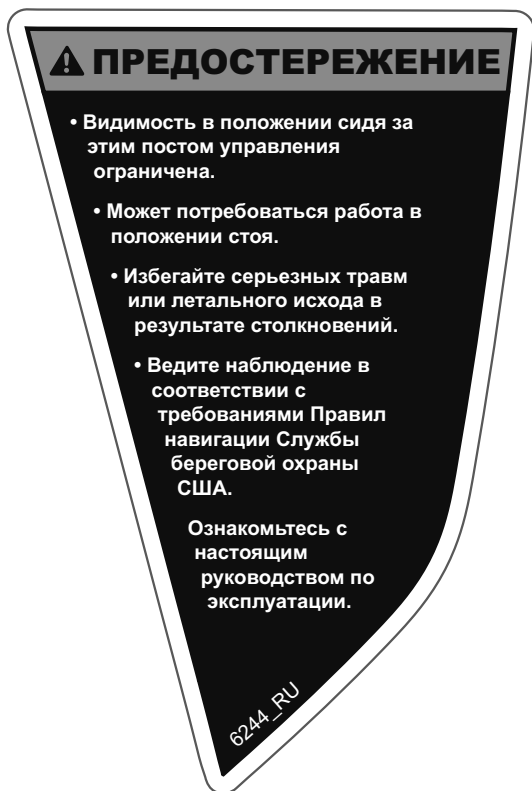 ПРЕДОСТЕРЕЖЕНИЕ
• Видимость в положении сидя за
этим постом управления
ограничена.
• Может потребоваться работа в
положении стоя.
• Избегайте серьезных травм
или летального исхода в
результате столкновений.
• Ведите наблюдение в
соответствии с
требованиями Правил
навигации Службы
береговой охраны
США.
Ознакомьтесь с
настоящим
руководством по
эксплуатации.
6244_RU